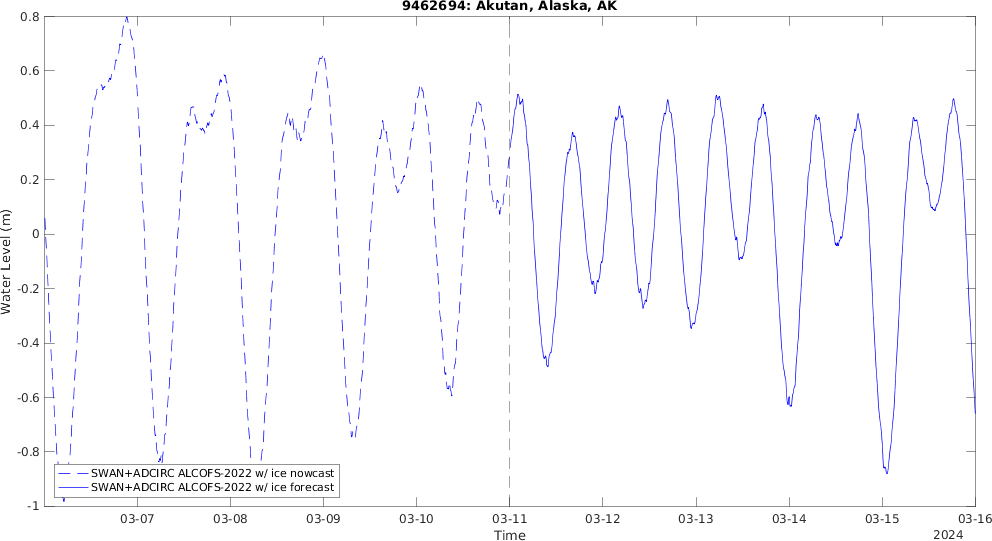 9462694: Akutan, Alaska, AK
0.8
0.6
0.4
0.2
0
-0.2
-0.4
-0.6
-0.8
-1
Water Level (m)
SWAN+ADCIRC ALCOFS-2022 w/ ice nowcast
SWAN+ADCIRC ALCOFS-2022 w/ ice forecast
03-07 03-08 03-09 03-10 03-11 03-12 03-13 03-14 03-15 03-16
Time
2024